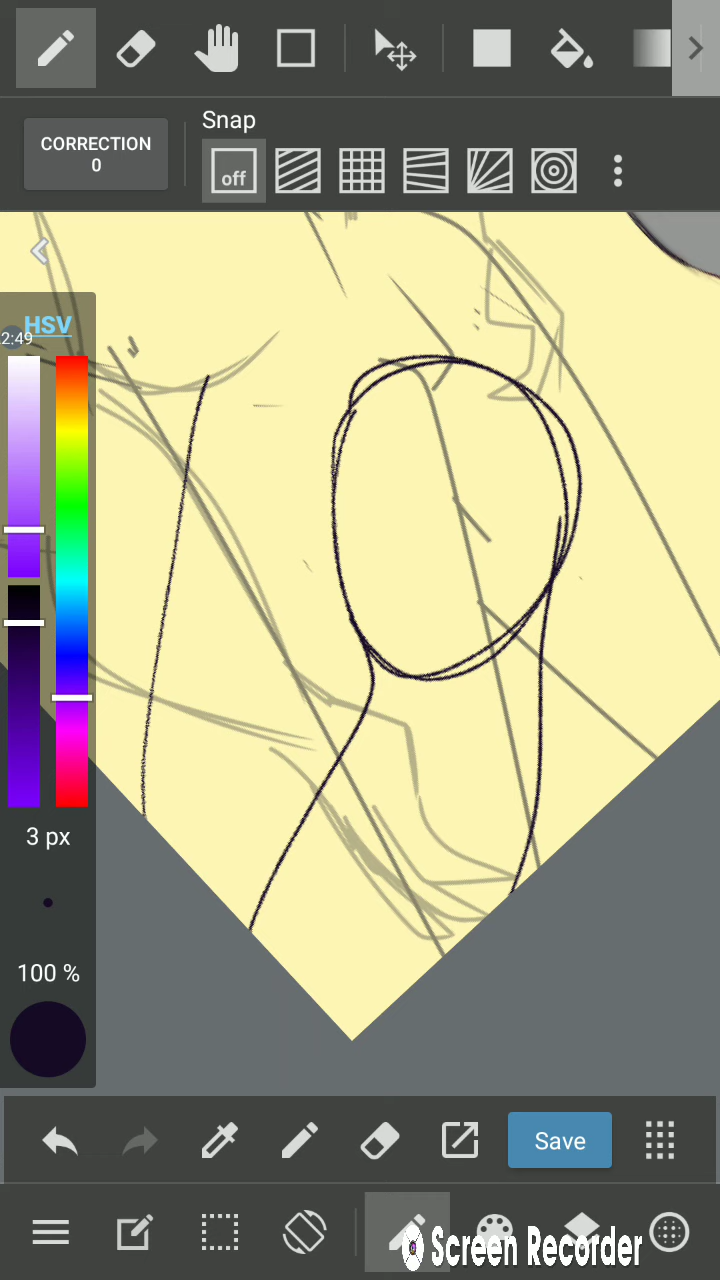 Snap
CORRECTION
0
off
HSV
2:49
3 px
100 %
Save
Screen Recorder